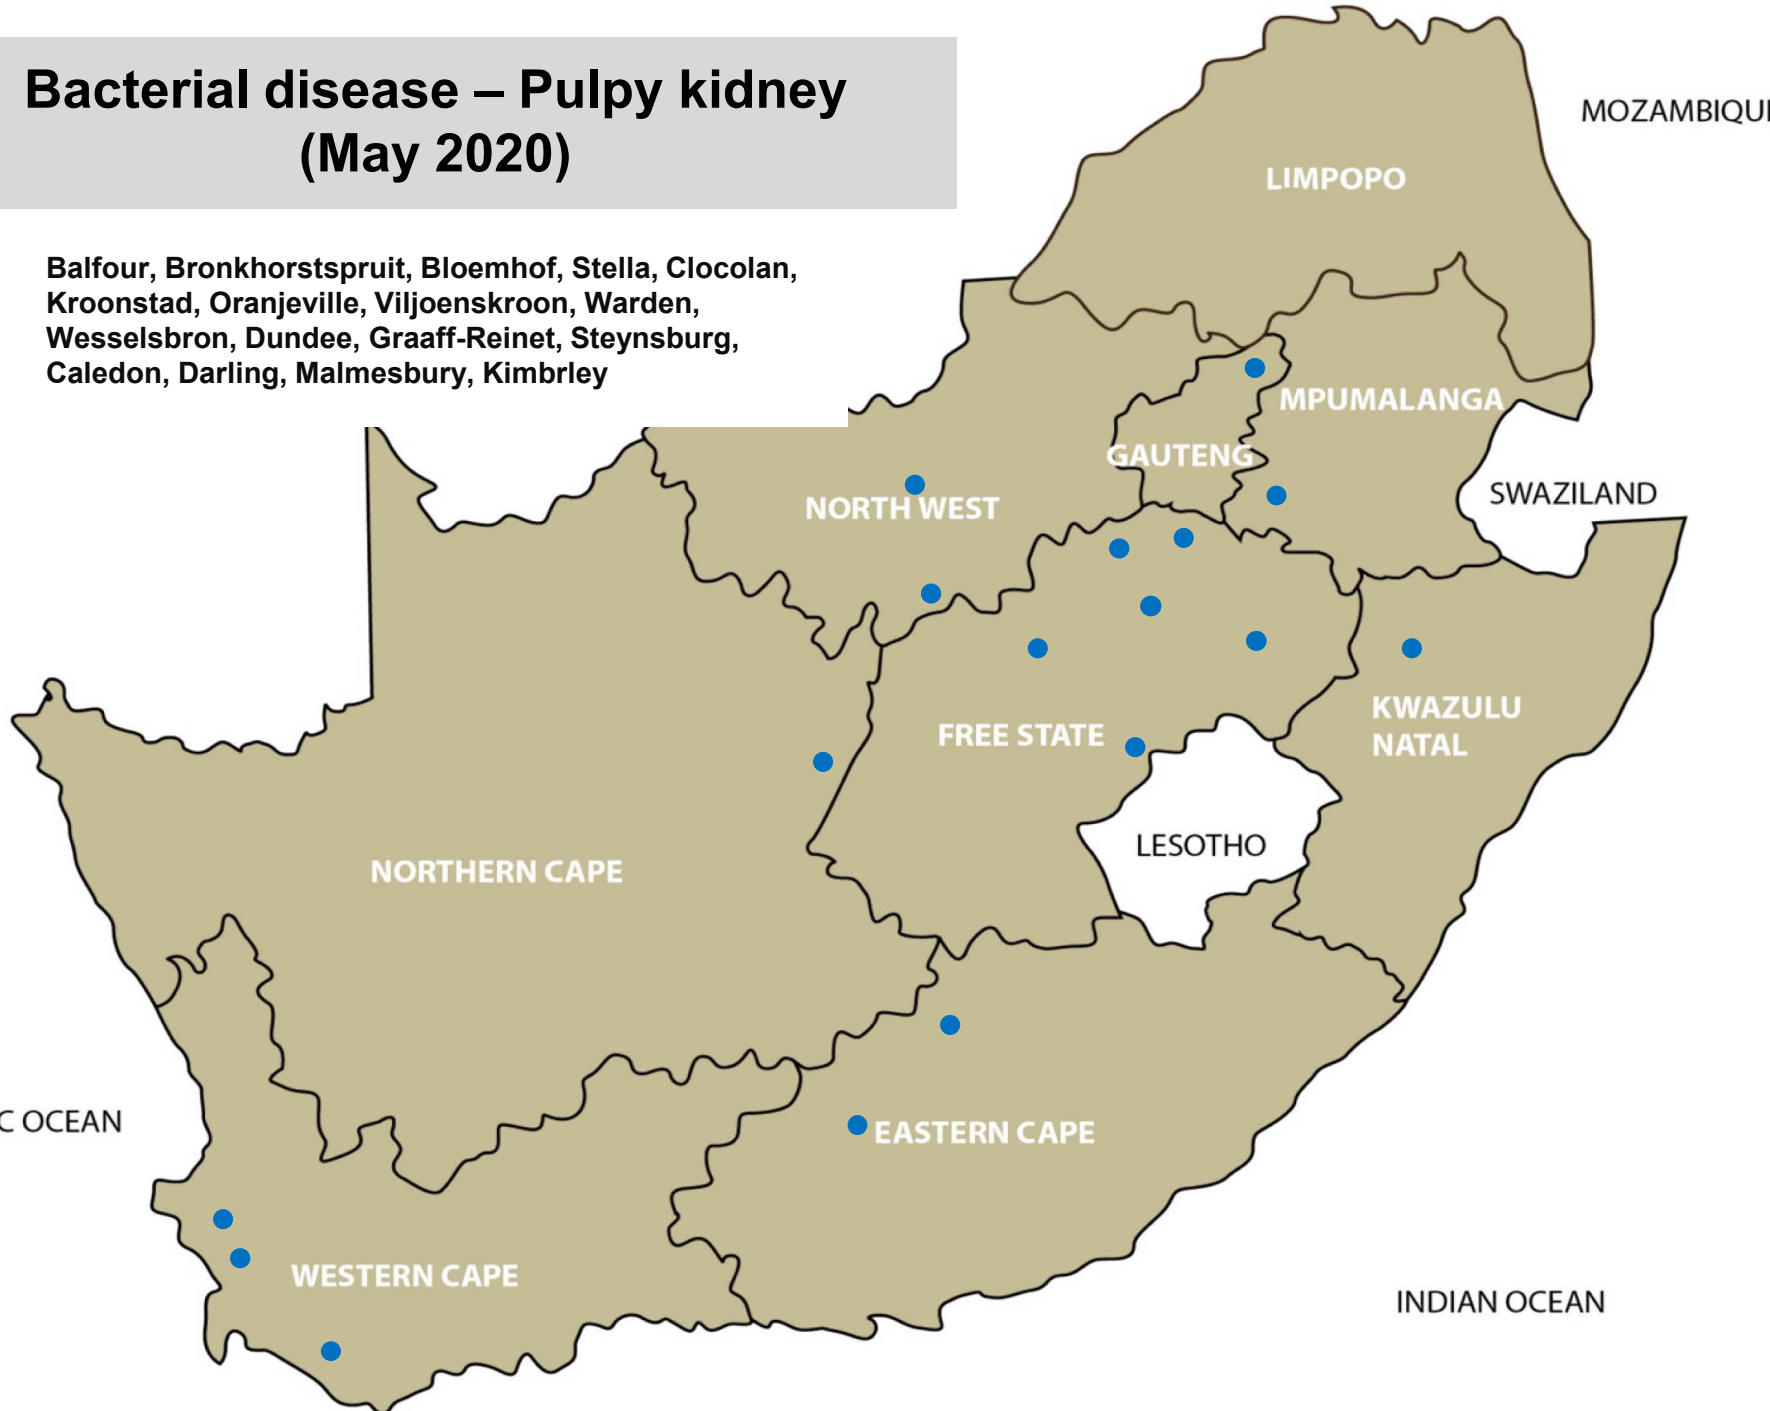 Bacterial disease – Pulpy kidney
(May 2020)
Balfour, Bronkhorstspruit, Bloemhof, Stella, Clocolan,
Kroonstad, Oranjeville, Viljoenskroon, Warden,
Wesselsbron, Dundee, Graaff-Reinet, Steynsburg,
Caledon, Darling, Malmesbury, Kimbrley
MOZAMBIQUE
LIMPOPO
MPUMALANGA
GAUTENG
SWAZILAND
NORTH WEST
KWAZULU
NATAL
FREE STATE
LESOTHO
NORTHERN CAPE
C OCEAN
EASTERN CAPE
WESTERN CAPE
INDIAN OCEAN